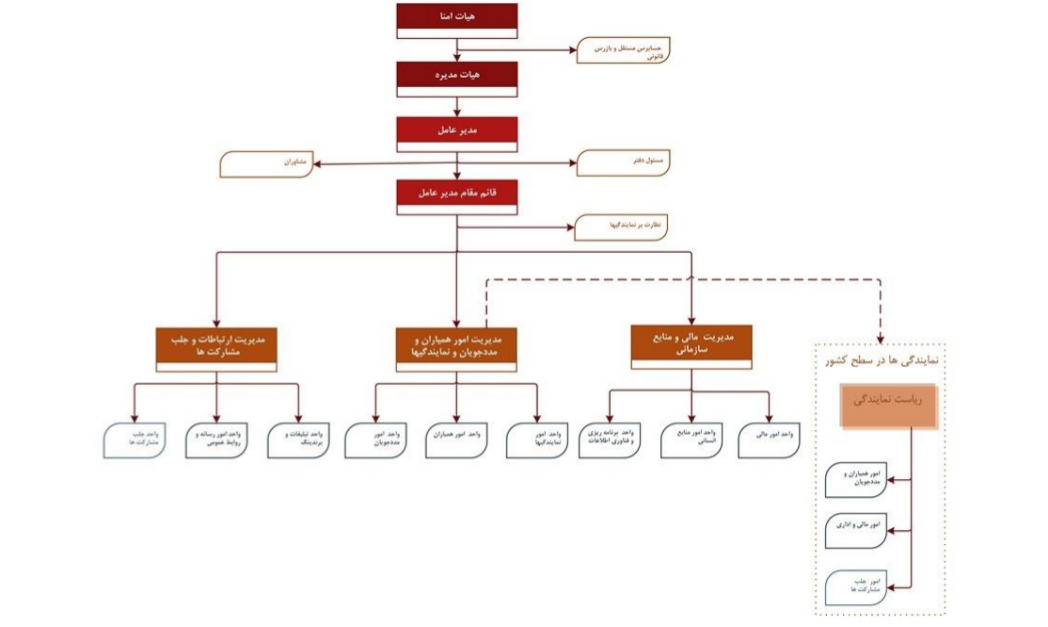 هیات امنا
حسابرس مستقل و بازرس
قانونی
هیات مدیره
مدیر عامل
مسئول دفتر
مشاوران
قائم مقام مدیر عامل
نظارت بر نمایندگیها
مدیریت مالی و منابع
سازمانی
مدیریت امور همیاران و
مددجویان و نمایندگیها
مدیریت ارتباطات و جلب
مشارکت ها
نمایندگی ها در سطح کشور
ریاست نمایندگی
واحد امور مالی
واحد امور منابع
انسانی
واحد برنامه ریزی
و فناوری اطلاعات
واحد امور
نمایندگیها
واحد امور همیاران
واحد امور
مددجویان
واحد تبلیغات و
برندینگ
واحد امور رسانه و
روابط عمومی
واحد جلب
مشارکت ها
امور همیاران و
مددجویان
امور مالی و اداری
امور جلب
مشارکت ها